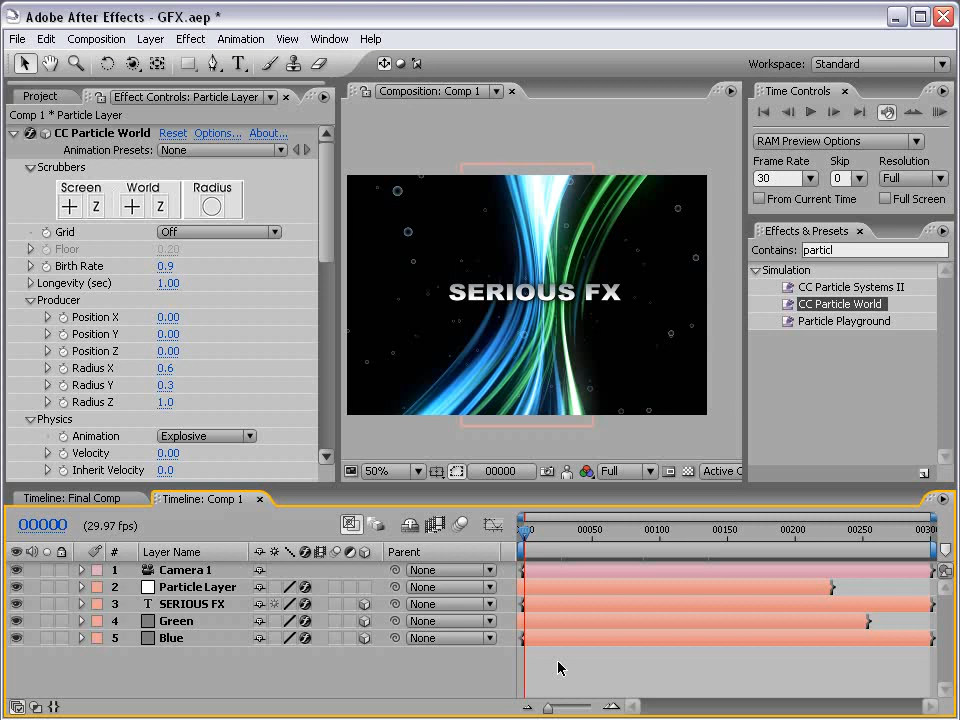 Adobe After Effects - GFX.aep *
File Edit Composition Layer Effect Animation View Window Help
Workspace: Standard
Project Effect Controls: Particle Layer
Comp 1 * Particle Layer
CC Particle World Reset Options... About...
Animation Presets: None
Scrubbers
Screen World Radius
Z Z
Grid Off
Floor 0.20
Birth Rate 0.9
Longevity (sec) 1.00
Producer
Position X 0.00
Position Y 0.00
Position Z 0.00
Radius X 0.6
Radius Y 0.3
Radius Z 1.0
Physics
Animation Explosive
Velocity 0.00
Inherit Velocity 0.0
Composition: Comp 1
SERIOUS FX
50% 00000 Full Active C
Time Controls
RAM Preview Options
Frame Rate Skip Resolution
30 0 Full
From Current Time Full Screen
Effects & Presets
Contains: particl
Simulation
CC Particle Systems II
CC Particle World
Particle Playground
Timeline: Final Comp Timeline: Comp 1
00000 (29.97 fps)
0 00050 00100 00150 00200 00250 0030
# Layer Name Parent
1 Camera 1 None
2 Particle Layer None
3 T SERIOUS FX None
4 Green None
5 Blue None